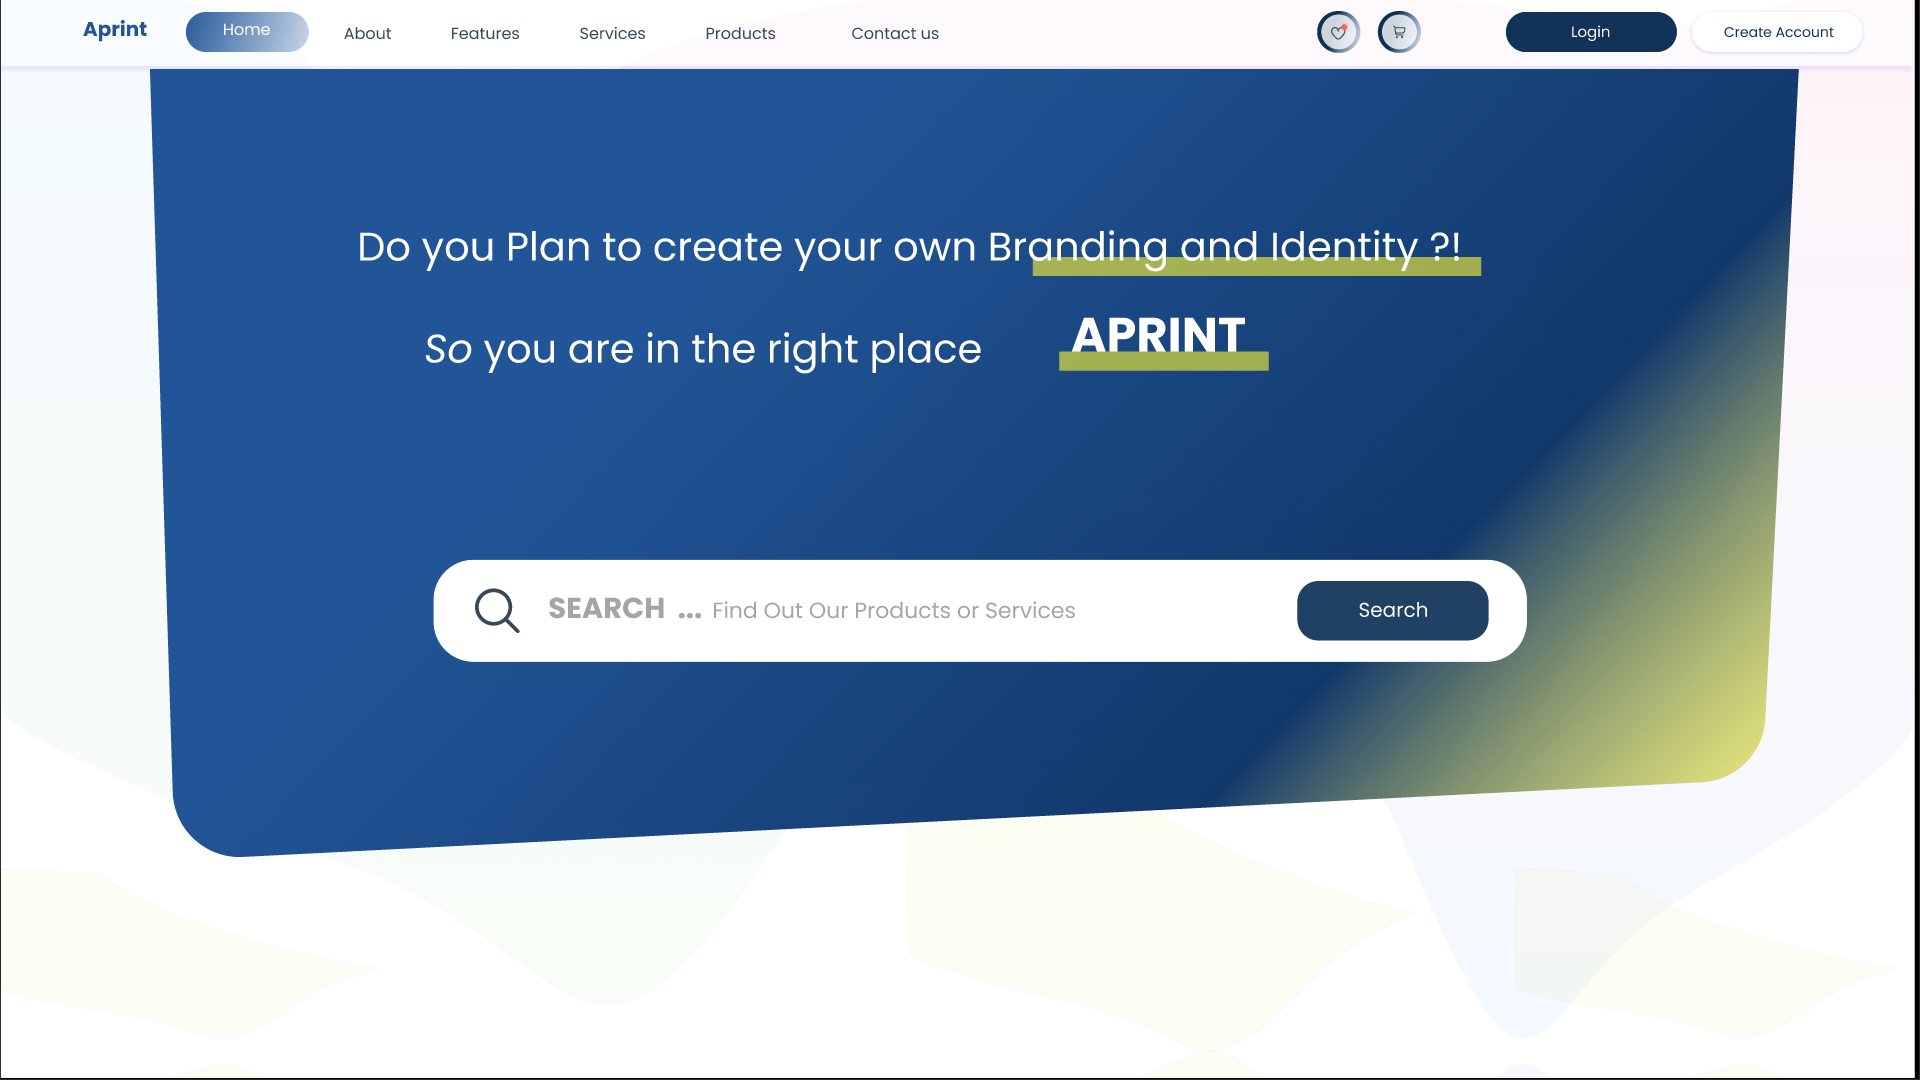 Aprint Home About Features Services Products Contact us Login Create Account
Do you Plan to create your own Branding and Identity ?!
So you are in the right place APRINT
SEARCH ... Find Out Our Products or Services Search